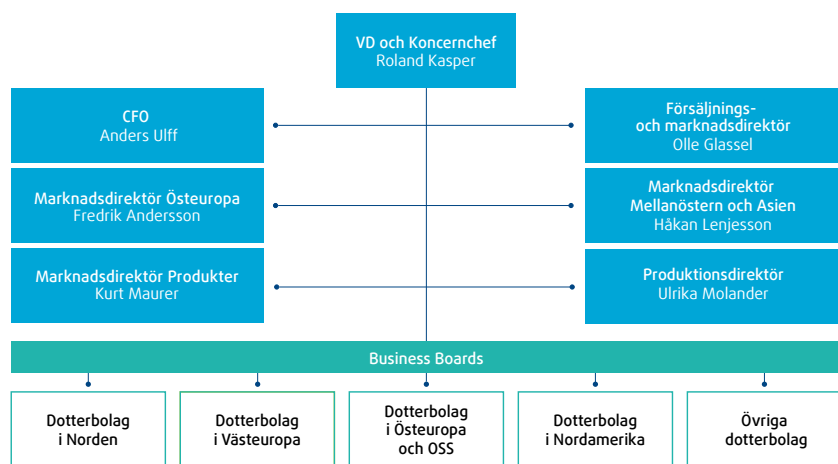 VD och Koncernchef
Roland Kasper
CFO
Anders Ulff
Försäljnings-
och marknadsdirektör
Olle Glassel
Marknadsdirektör Östeuropa
Fredrik Andersson
Marknadsdirektör
Mellanöstern och Asien
Håkan Lenjesson
Marknadsdirektör Produkter
Kurt Maurer
Produktionsdirektör
Ulrika Molander
Business Boards
Dotterbolag
i Norden
Dotterbolag
i Västeuropa
Dotterbolag
i Östeuropa
och OSS
Dotterbolag
i Nordamerika
Övriga
dotterbolag